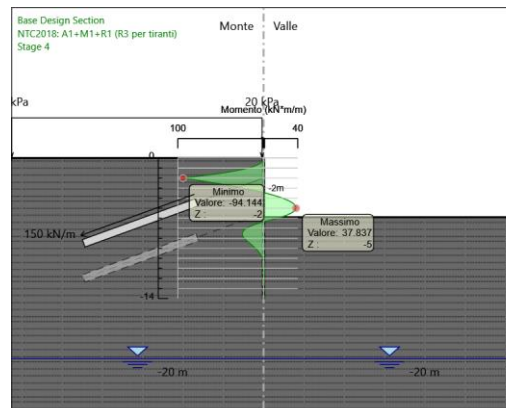 Base Design Section
NTC2018: A1+M1+R1 (R3 per tiranti)
Stage 4
Monte
Valle
kPa
20 kPa
Momento (kN*m/m)
100
40
0
-2m
Minimo
Valore: -94.144
Z : -2
Massimo
Valore: 37.837
Z : -5
150 kN/m
-14
-20 m
-20 m